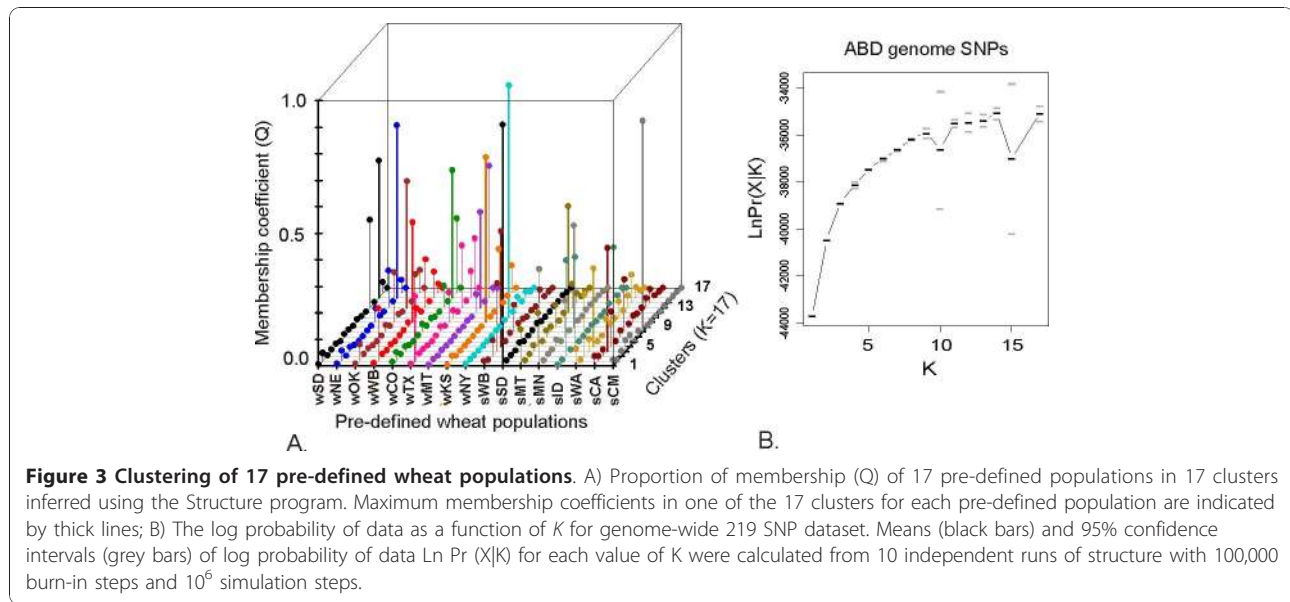 ABD genome SNPs
1.0
0.5
0.0
Membership coefficient (Q)
wSD
wNE
wOK
wWB
wCO
wTX
wMT
wKS
wNY
sWB
sSD
sMT
sMN
sID
sWA
sCA
sCM
Pre-defined wheat populations
1
5
9
13
17
Clusters (K=17)
A.
LnPr(X|K)
-34000
-36000
-38000
-40000
-42000
-44000
5
10
15
K
B.
Figure 3 Clustering of 17 pre-defined wheat populations. A) Proportion of membership (Q) of 17 pre-defined populations in 17 clusters
inferred using the Structure program. Maximum membership coefficients in one of the 17 clusters for each pre-defined population are indicated
by thick lines; B) The log probability of data as a function of K for genome-wide 219 SNP dataset. Means (black bars) and 95% confidence
intervals (grey bars) of log probability of data Ln Pr (X|K) for each value of K were calculated from 10 independent runs of structure with 100,000
burn-in steps and 10⁶ simulation steps.